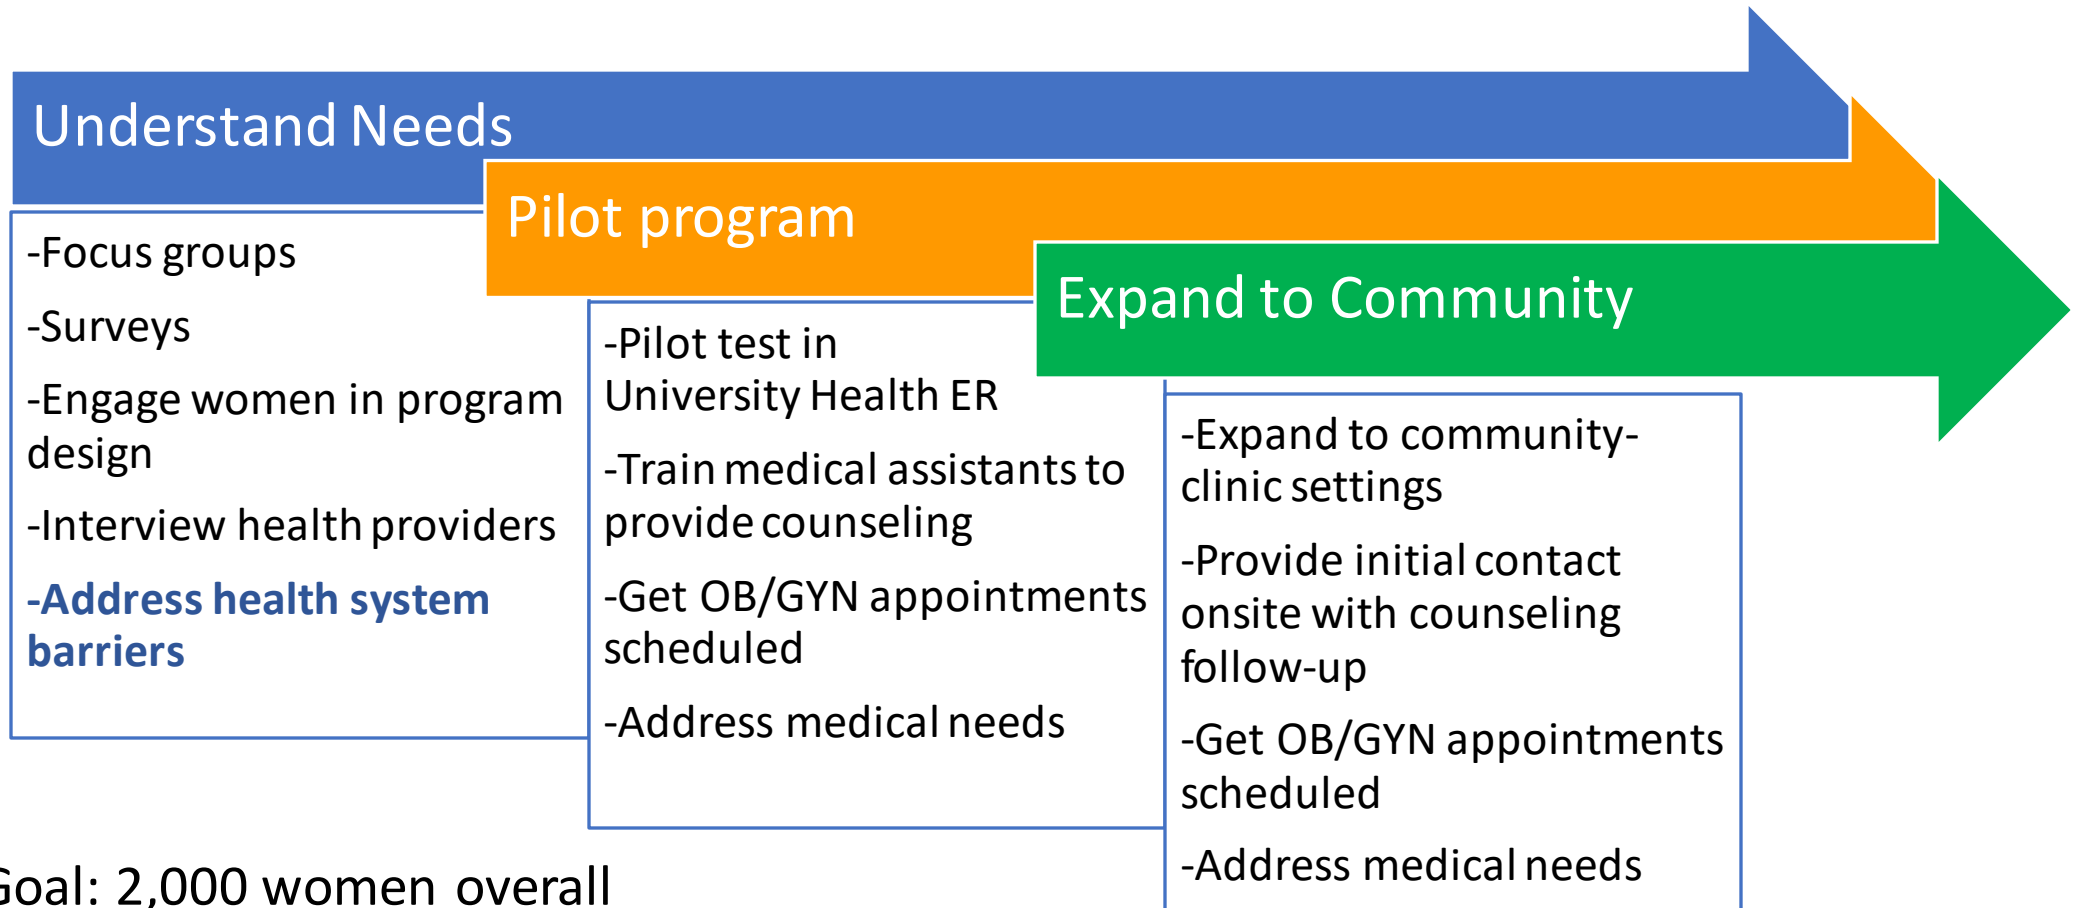 Understand Needs
-Focus groups
-Surveys
-Engage women in program
design
-Interview health providers
-Address health system
barriers
Pilot program
-Pilot test in
University Health ER
-Train medical assistants to
provide counseling
-Get OB/GYN appointments
scheduled
-Address medical needs
Expand to Community
-Expand to community-
clinic settings
-Provide initial contact
onsite with counseling
follow-up
-Get OB/GYN appointments
scheduled
-Address medical needs
Goal: 2,000 women overall